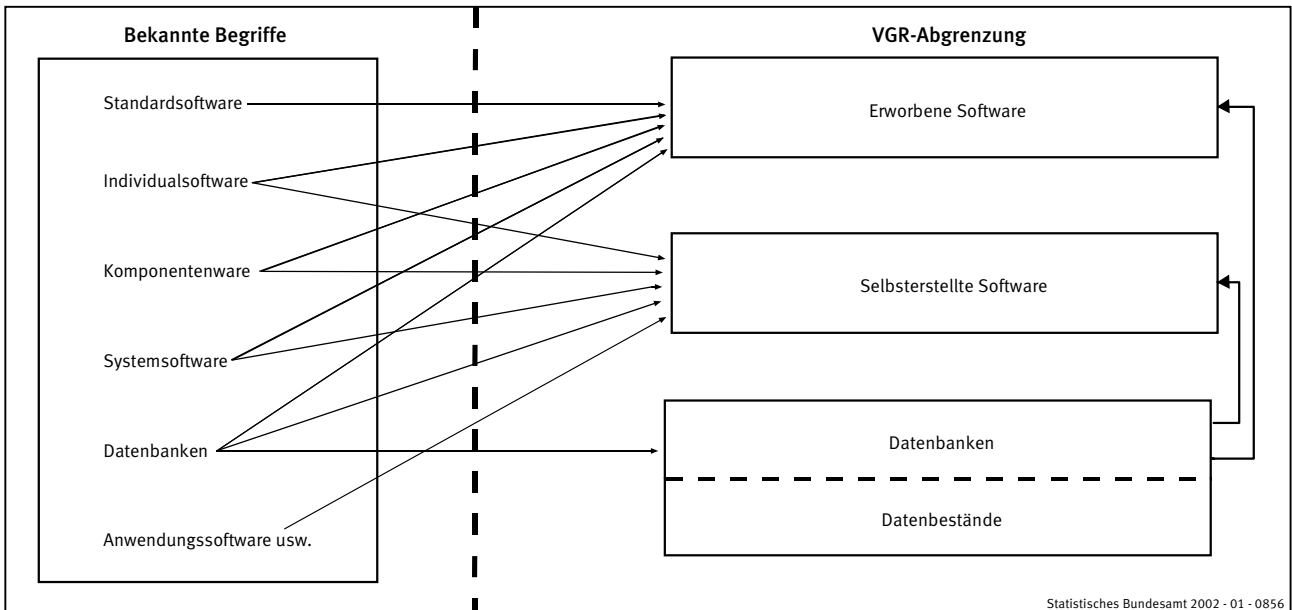 Bekannte Begriffe
Standardsoftware
Individualsoftware
Komponentenware
Systemsoftware
Datenbanken
Anwendungssoftware usw.
VGR-Abgrenzung
Erworbene Software
Selbsterstellte Software
Datenbanken
Datenbestände
Statistisches Bundesamt 2002 - 01 - 0856